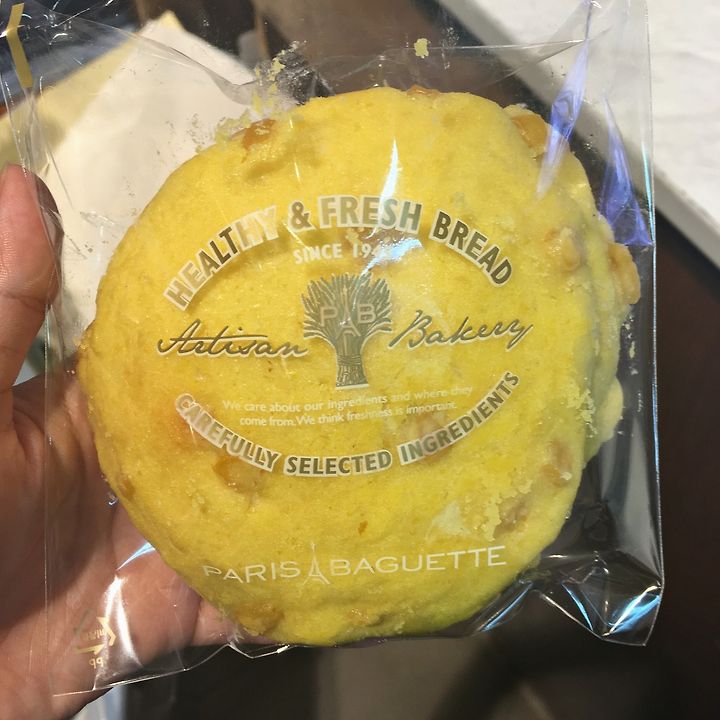 HEALTHY & FRESH BREAD
SINCE
PAB
Artisan Bakery
We care about our ingredients and where they
come from. We think freshness is important.
CAREFULLY SELECTED INGREDIENTS
PARIS BAGUETTE
PP